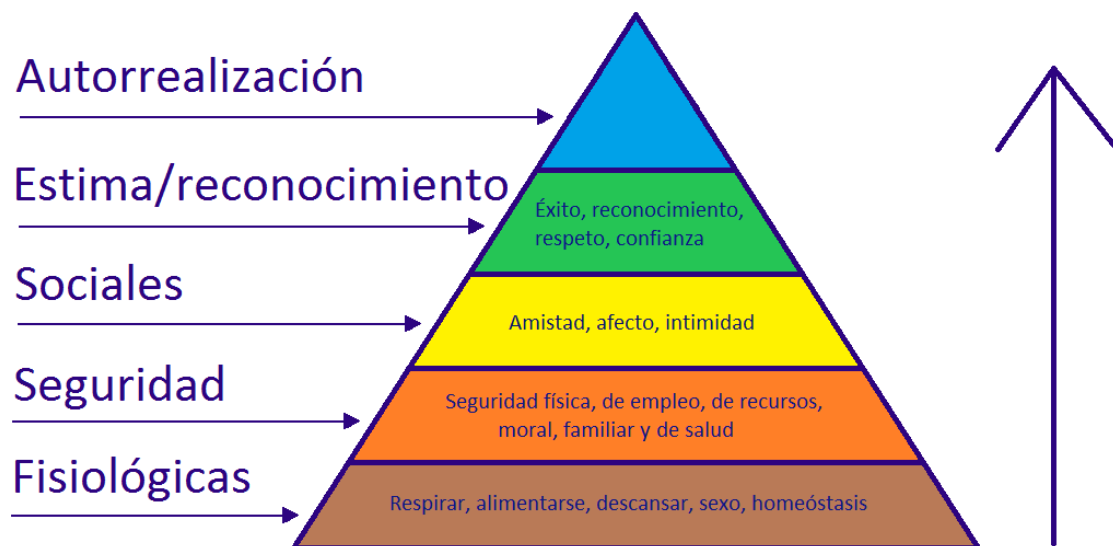 Autorrealización
Estima/reconocimiento
Éxito, reconocimiento,
respeto, confianza
Sociales
Amistad, afecto, intimidad
Seguridad
Seguridad física, de empleo, de recursos,
moral, familiar y de salud
Fisiológicas
Respirar, alimentarse, descansar, sexo, homeóstasis